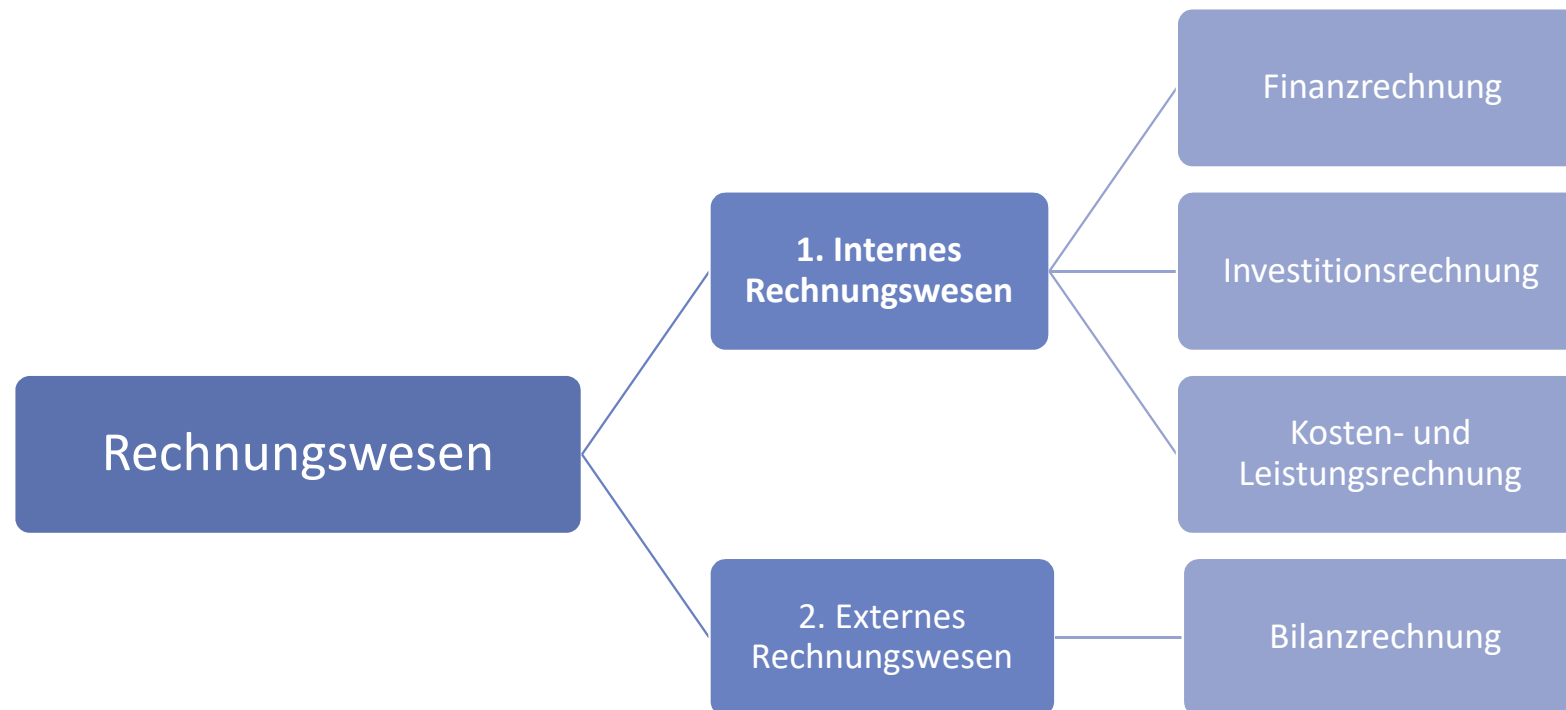 Rechnungswesen
1. Internes
Rechnungswesen
Finanzrechnung
Investitionsrechnung
Kosten- und
Leistungsrechnung
2. Externes
Rechnungswesen
Bilanzrechnung